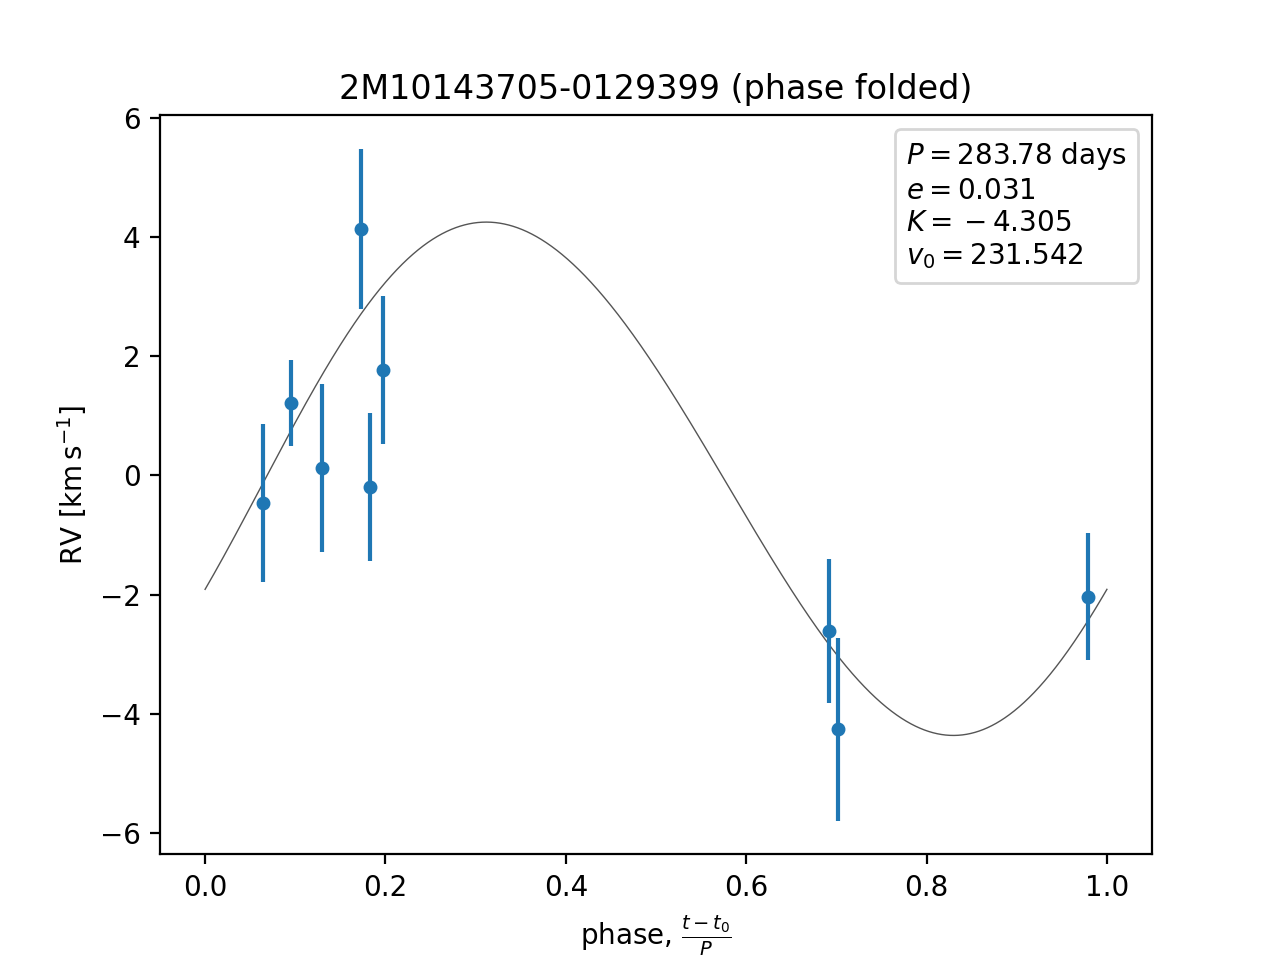 2M10143705-0129399 (phase folded)
P = 283.78 days
e = 0.031
K = −4.305
v₀ = 231.542
RV [km s⁻¹]
6
4
2
0
−2
−4
−6
0.0 0.2 0.4 0.6 0.8 1.0
phase, (t − t₀)/P